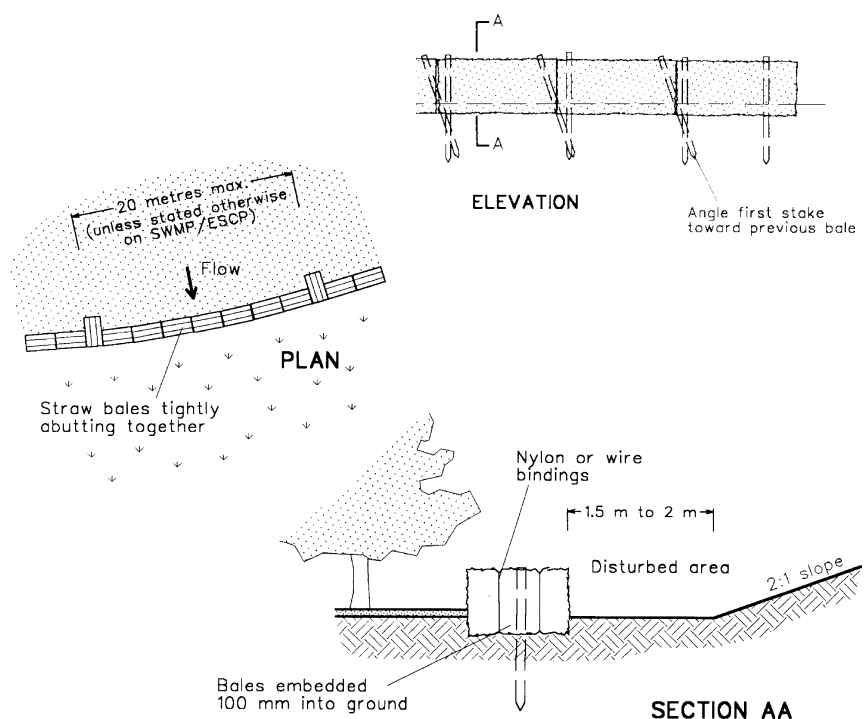 A
A
ELEVATION
Angle first stake
toward previous bale
20 metres max.
(unless stated otherwise
on SWMP/ESCP)
Flow
PLAN
Straw bales tightly
abutting together
Nylon or wire
bindings
1.5 m to 2 m
Disturbed area
2:1 slope
Bales embedded
100 mm into ground
SECTION AA